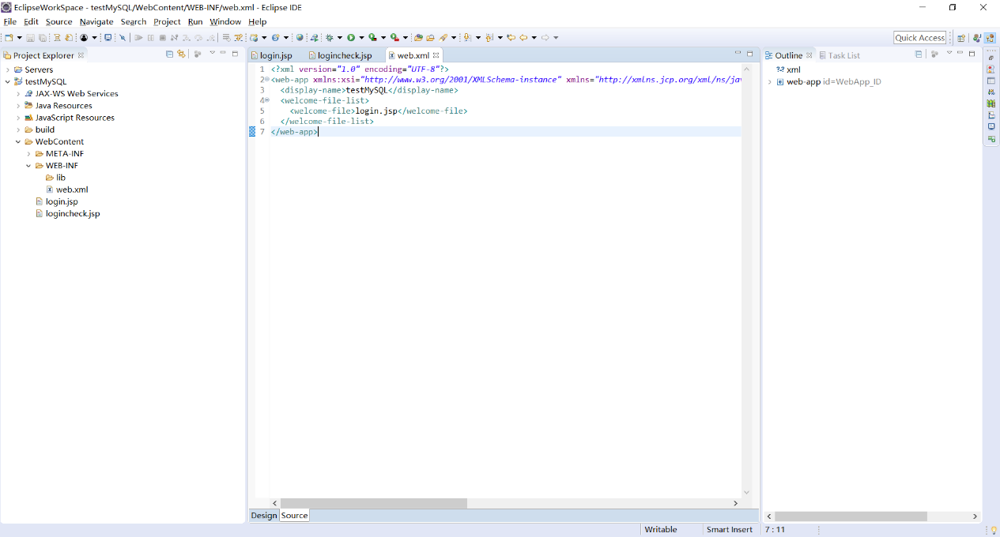 EclipseWorkSpace - testMySQL/WebContent/WEB-INF/web.xml - Eclipse IDE
File Edit Source Navigate Search Project Run Window Help
Quick Access
Project Explorer
Servers
testMySQL
JAX-WS Web Services
Java Resources
JavaScript Resources
build
WebContent
META-INF
WEB-INF
lib
web.xml
login.jsp
logincheck.jsp
login.jsp logincheck.jsp web.xml
1 <?xml version="1.0" encoding="UTF-8"?>
2 <web-app xmlns:xsi="http://www.w3.org/2001/XMLSchema-instance" xmlns="http://xmlns.jcp.org/xml/ns/jav
3 <display-name>testMySQL</display-name>
4 <welcome-file-list>
5 <welcome-file>login.jsp</welcome-file>
6 </welcome-file-list>
7 </web-app>
Design Source
Outline Task List
?-? xml
web-app id=WebApp_ID
Writable Smart Insert 7 : 11